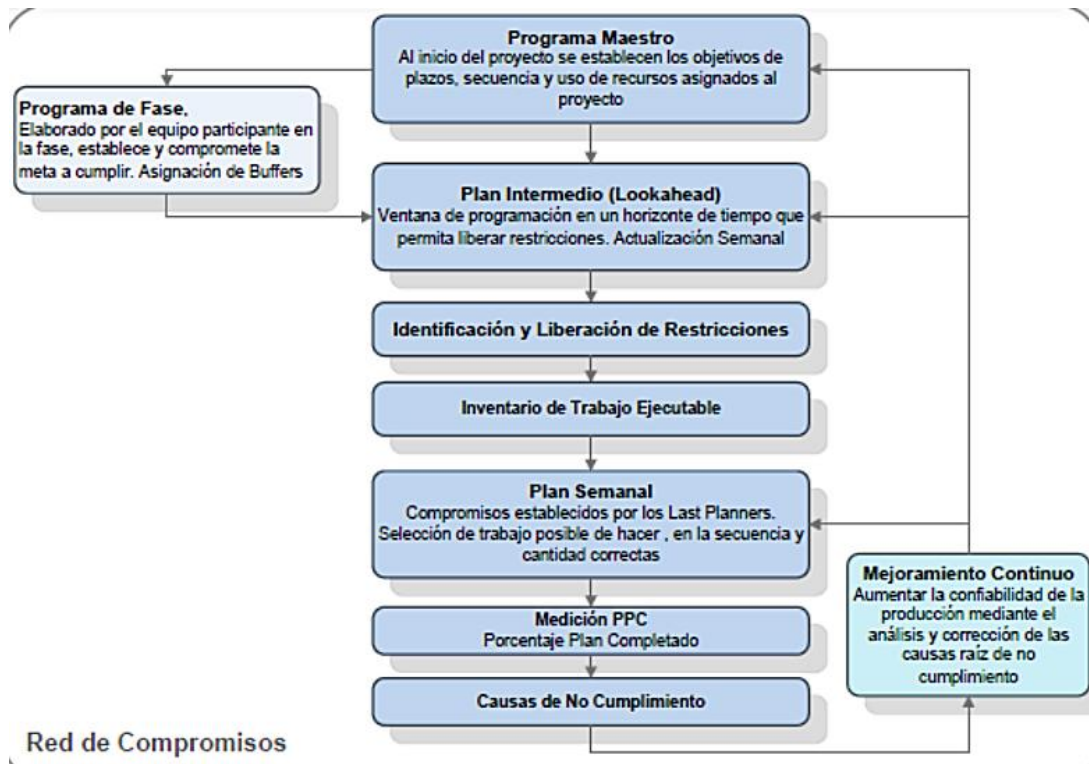 Programa Maestro
Al inicio del proyecto se establecen los objetivos de
plazos, secuencia y uso de recursos asignados al
proyecto
Programa de Fase,
Elaborado por el equipo participante en
la fase, establece y compromete la
meta a cumplir. Asignación de Buffers
Plan Intermedio (Lookahead)
Ventana de programación en un horizonte de tiempo que
permita liberar restricciones. Actualización Semanal
Identificación y Liberación de Restricciones
Inventario de Trabajo Ejecutable
Plan Semanal
Compromisos establecidos por los Last Planners.
Selección de trabajo posible de hacer , en la secuencia y
cantidad correctas
Mejoramiento Continuo
Aumentar la confiabilidad de la
producción mediante el
análisis y corrección de las
causas raíz de no
cumplimiento
Medición PPC
Porcentaje Plan Completado
Causas de No Cumplimiento
Red de Compromisos